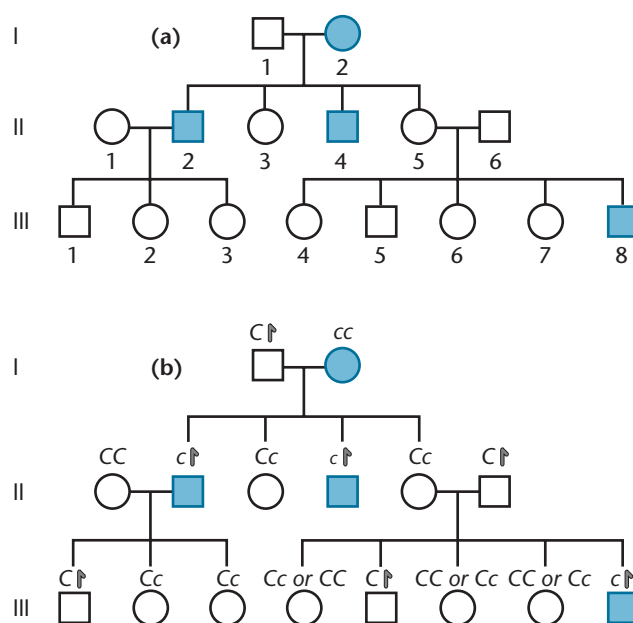 I (a)
1 2
II
1 2 3 4 5 6
III
1 2 3 4 5 6 7 8
C↾ cc
I (b)
CC c↾ Cc c↾ Cc C↾
II
C↾ Cc Cc Cc or CC C↾ CC or Cc CC or Cc c↾
III